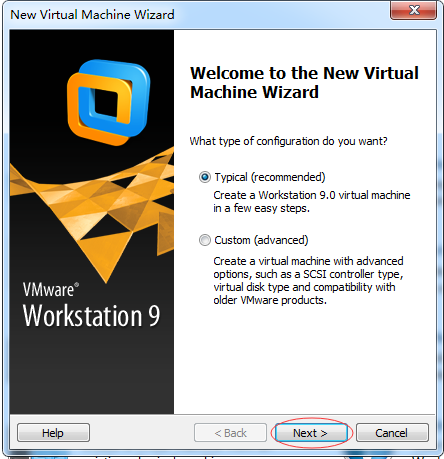 New Virtual Machine Wizard
Welcome to the New Virtual
Machine Wizard
What type of configuration do you want?
Typical (recommended)
Create a Workstation 9.0 virtual machine
in a few easy steps.
Custom (advanced)
Create a virtual machine with advanced
options, such as a SCSI controller type,
virtual disk type and compatibility with
older VMware products.
VMware®
Workstation 9
Help
< Back
Next >
Cancel